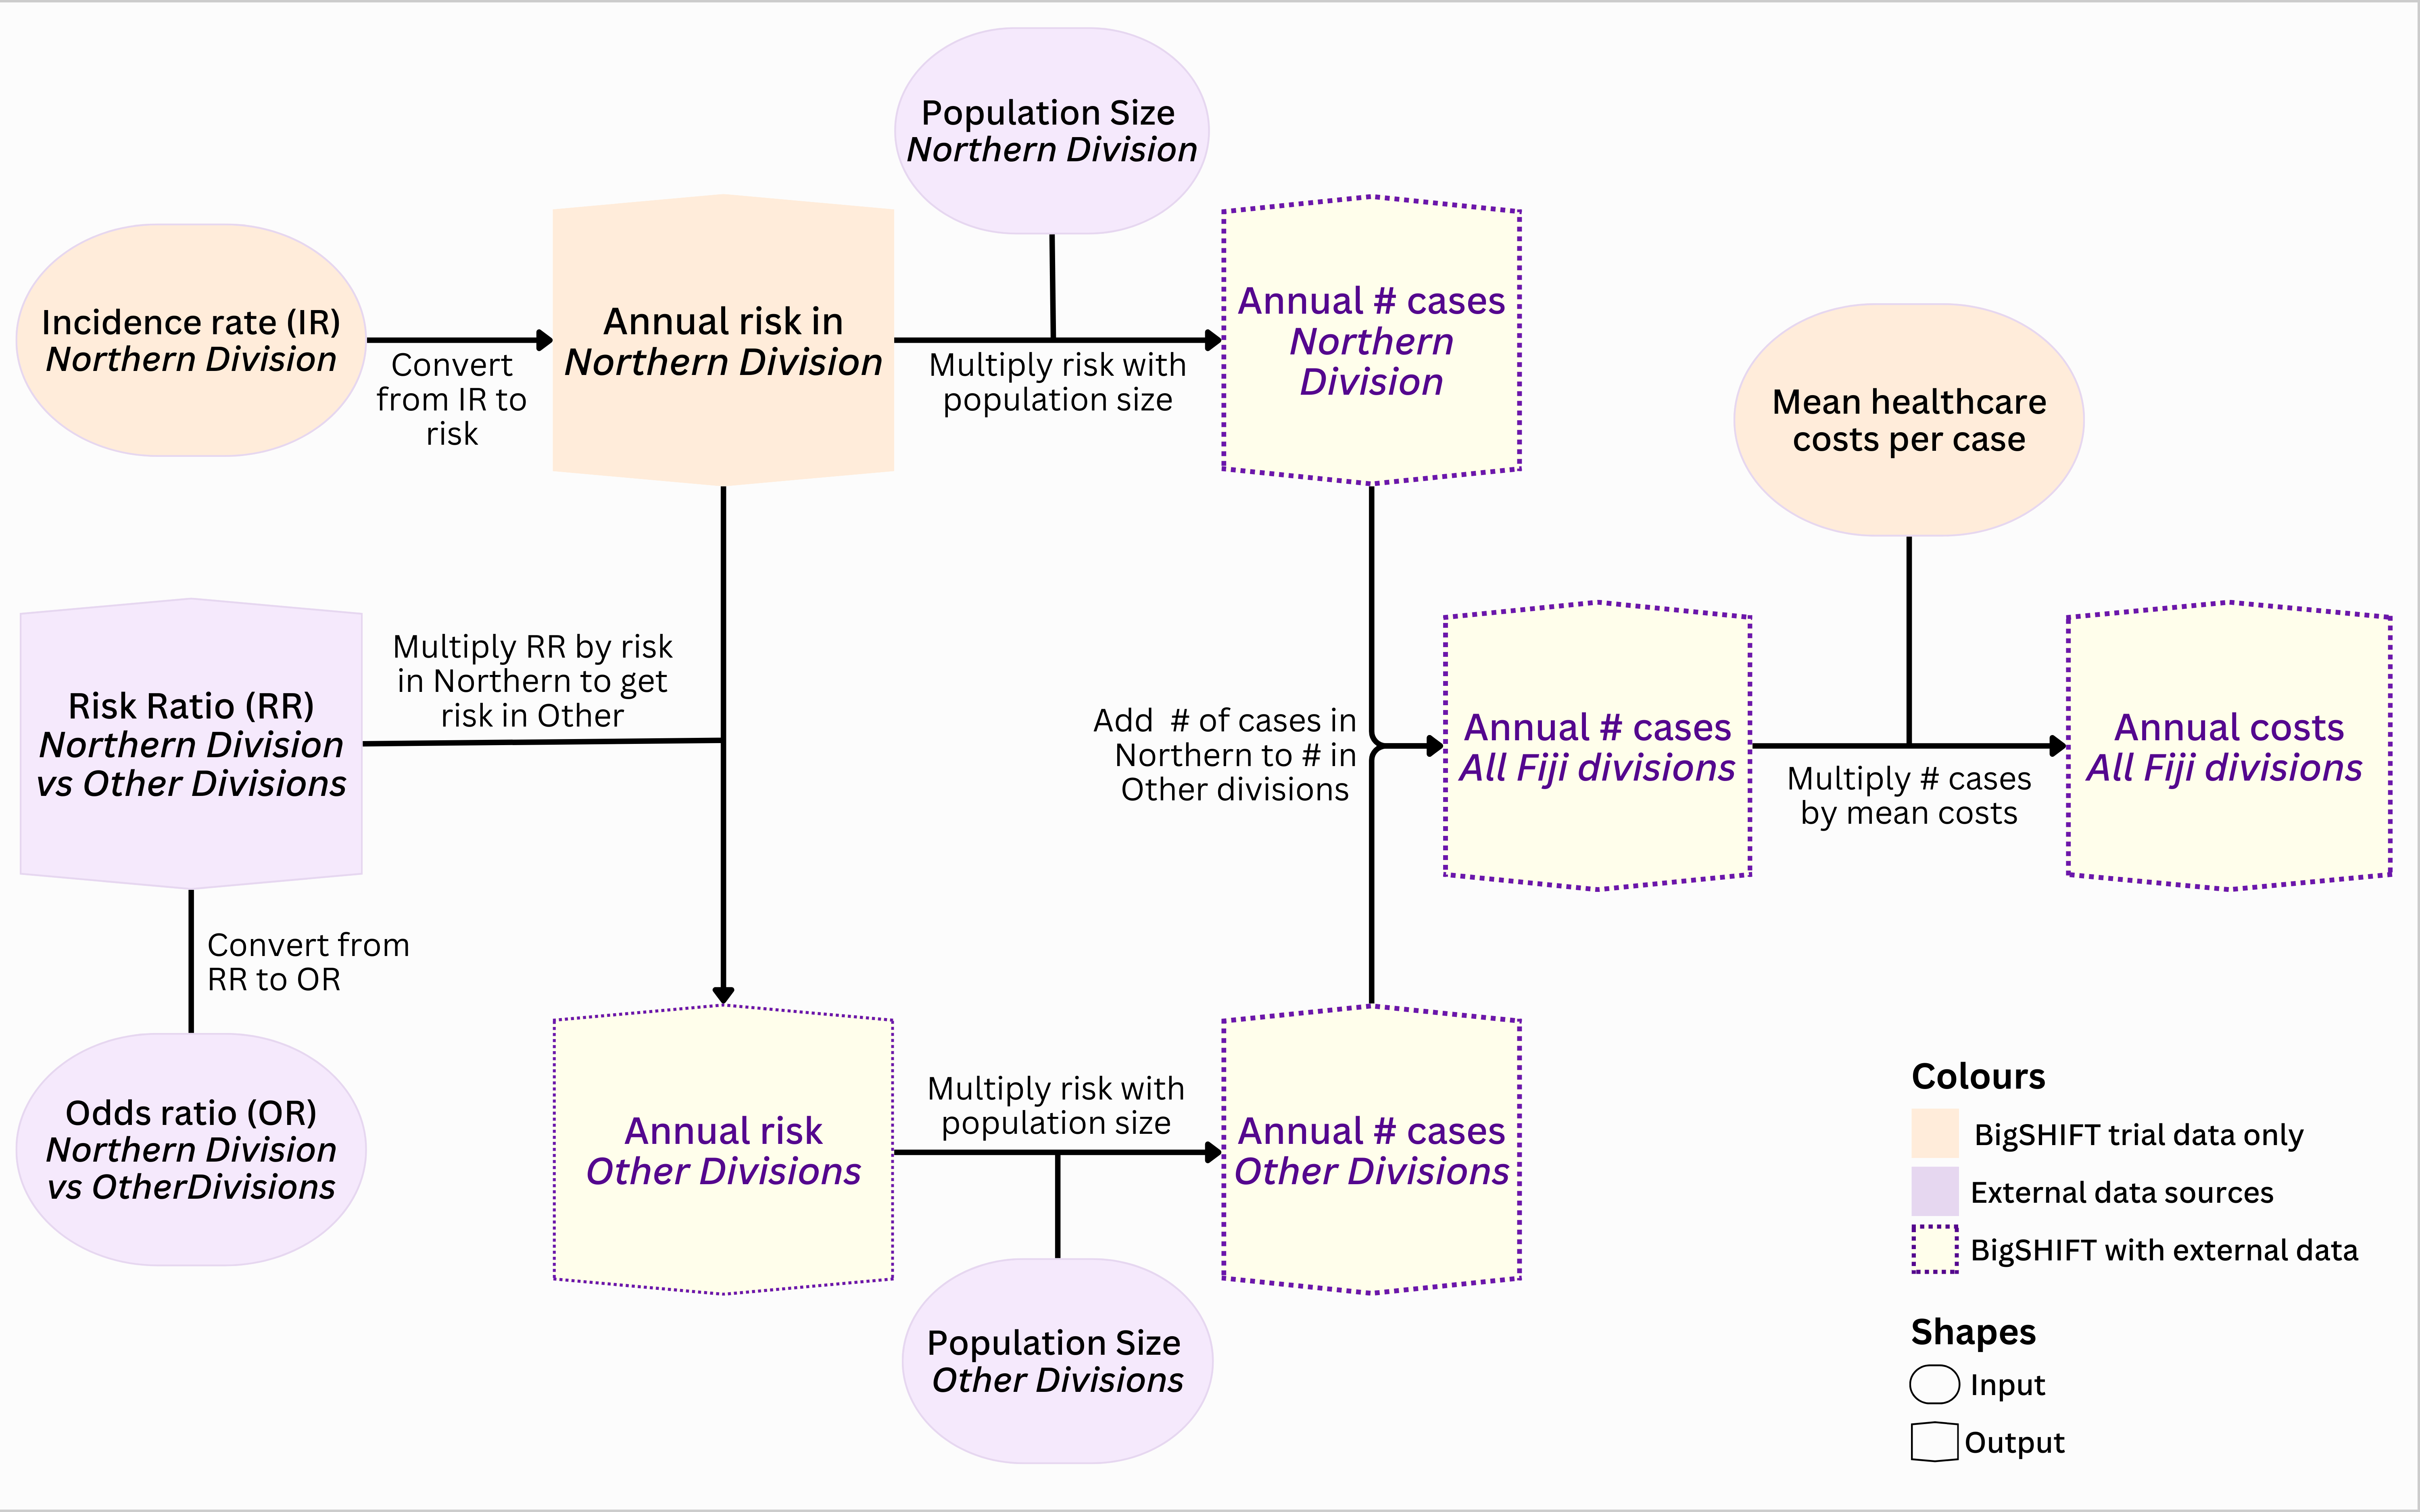 Population Size
Northern Division
Incidence rate (IR)
Northern Division
Convert
from IR to
risk
Annual risk in
Northern Division
Multiply risk with
population size
Annual # cases
Northern
Division
Mean healthcare
costs per case
Risk Ratio (RR)
Northern Division
vs Other Divisions
Multiply RR by risk
in Northern to get
risk in Other
Add # of cases in
Northern to # in
Other divisions
Annual # cases
All Fiji divisions
Multiply # cases
by mean costs
Annual costs
All Fiji divisions
Convert from
RR to OR
Odds ratio (OR)
Northern Division
vs OtherDivisions
Annual risk
Other Divisions
Multiply risk with
population size
Annual # cases
Other Divisions
Population Size
Other Divisions
Colours
BigSHIFT trial data only
External data sources
BigSHIFT with external data
Shapes
Input
Output